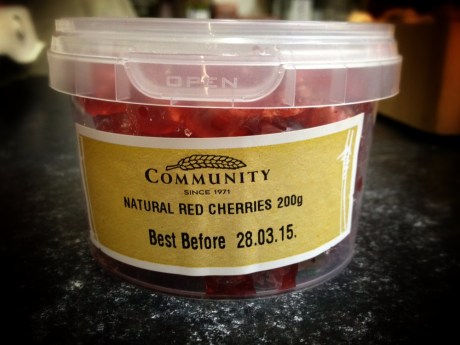 OPEN
COMMUNITY
SINCE 1971
NATURAL RED CHERRIES 200g
Best Before 28.03.15.